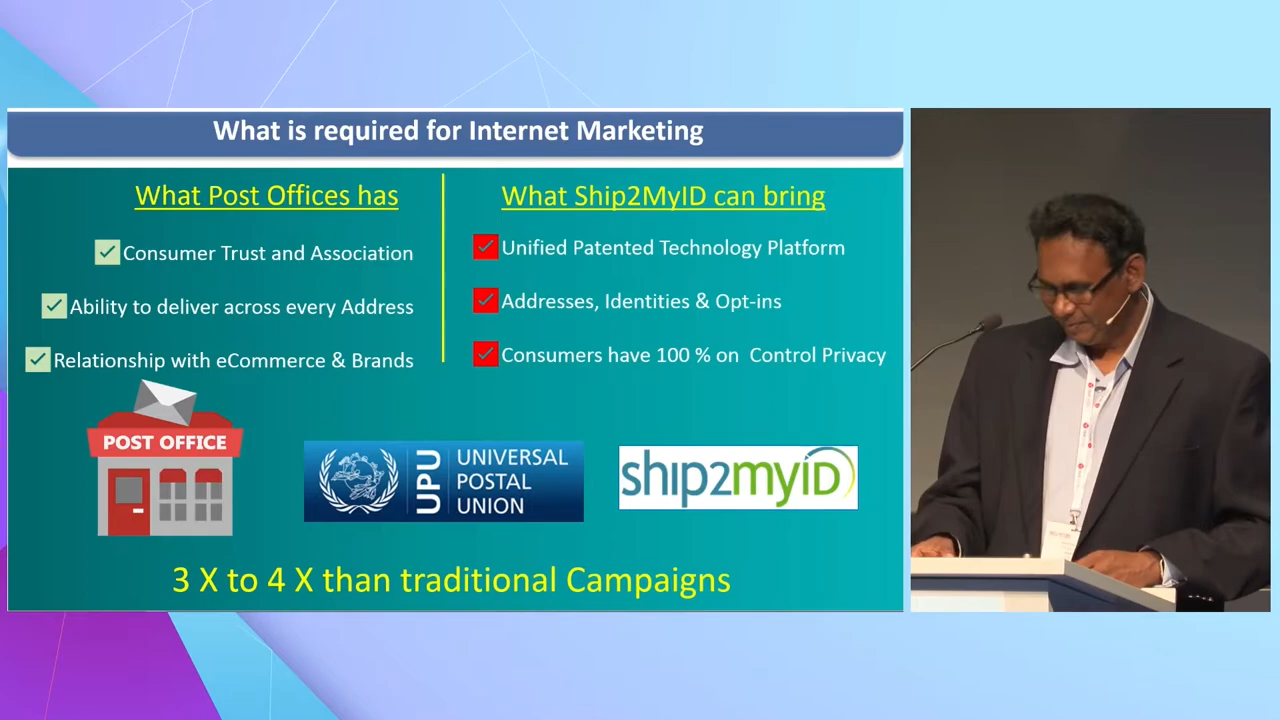 What is required for Internet Marketing
What Post Offices has
Consumer Trust and Association
Ability to deliver across every Address
Relationship with eCommerce & Brands
What Ship2MyID can bring
Unified Patented Technology Platform
Addresses, Identities & Opt-ins
Consumers have 100 % on Control Privacy
POST OFFICE
UPU
UNIVERSAL
POSTAL
UNION
ship2myiD
3 X to 4 X than traditional Campaigns